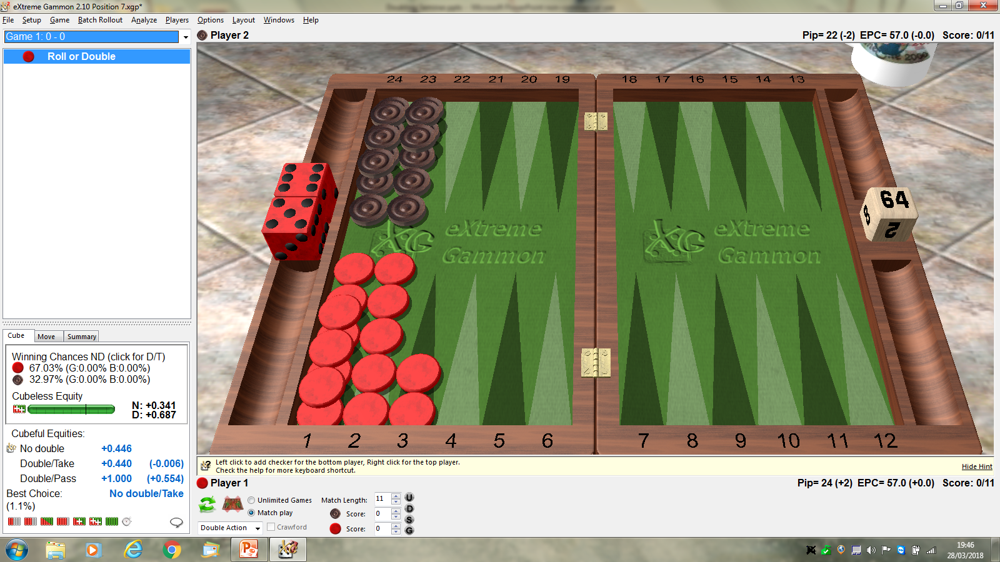 eXtreme Gammon 2.10 Position 7.xgp*
File Setup Game Batch Rollout Analyze Players Options Layout Windows Help
Game 1: 0 - 0
Roll or Double
Player 2
Pip= 22 (-2) EPC= 57.0 (-0.0) Score: 0/11
24 23 22 21 20 19 18 17 16 15 14 13
2000
64
8
2
eXtreme
Gammon
XG
eXtreme
Gammon
XG
1 2 3 4 5 6 7 8 9 10 11 12
Cube Move Summary
Winning Chances ND (click for D/T)
67.03% (G:0.00% B:0.00%)
32.97% (G:0.00% B:0.00%)
Cubeless Equity
N: +0.341
D: +0.687
Cubeful Equities:
No double +0.446
Double/Take +0.440 (-0.006)
Double/Pass +1.000 (+0.554)
Best Choice: No double/Take
(1.1%)
Left click to add checker for the bottom player, Right click for the top player.
Check the help for more keyboard shortcut.
Hide Hint
Player 1
Pip= 24 (+2) EPC= 57.0 (+0.0) Score: 0/11
Unlimited Games
Match play
Double Action
Crawford
Match Length: 11
Score: 0
Score: 0
U
D
S
G
19:46
28/03/2018